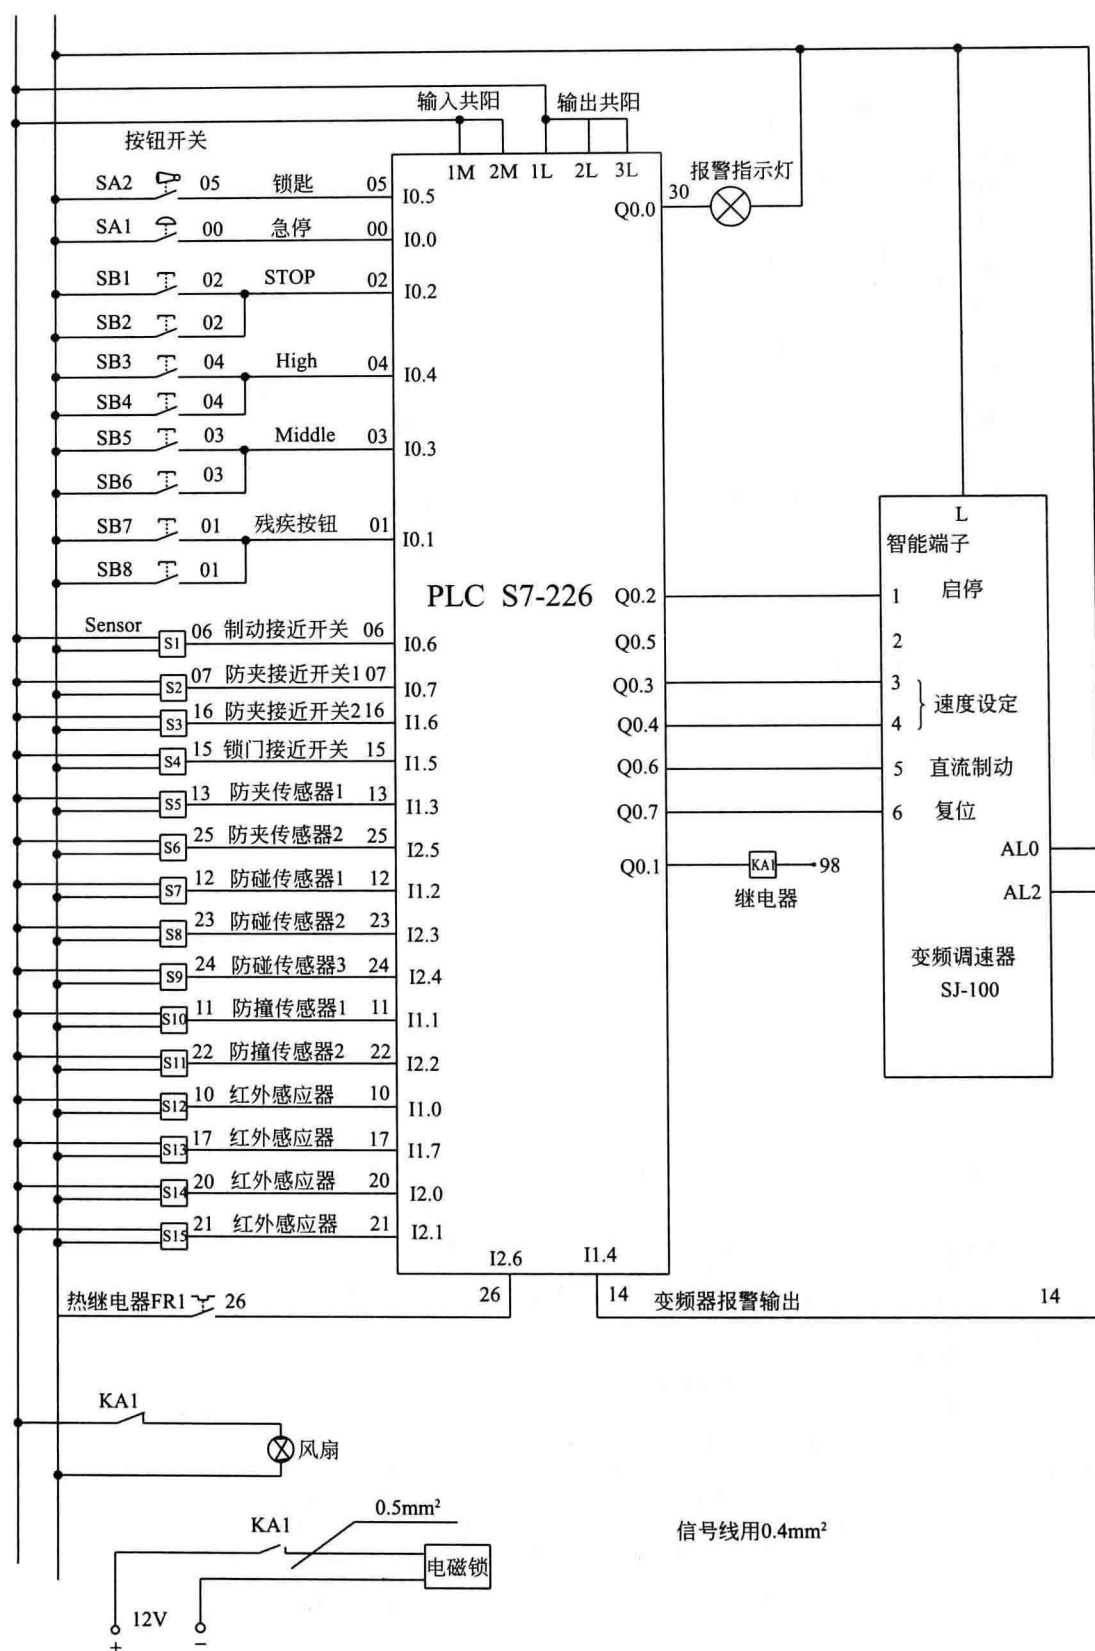 输入共阳 输出共阳
按钮开关
1M 2M 1L 2L 3L 报警指示灯
SA2 05 锁匙 05 I0.5 Q0.0 30
SA1 00 急停 00 I0.0
SB1 02 STOP 02 I0.2
SB2 02
SB3 04 High 04 I0.4
SB4 04
SB5 03 Middle 03 I0.3
SB6 03
L
SB7 01 残疾按钮 01 I0.1 智能端子
SB8 01
PLC S7-226 Q0.2 1 启停
Sensor S1 06 制动接近开关 06 I0.6 Q0.5 2
S2 07 防夹接近开关1 07 I0.7 Q0.3 3
速度设定
S3 16 防夹接近开关2 16 I1.6 Q0.4 4
S4 15 锁门接近开关 15 I1.5 Q0.6 5 直流制动
S5 13 防夹传感器1 13 I1.3 Q0.7 6 复位
S6 25 防夹传感器2 25 I2.5 AL0
Q0.1 KA1 98
S7 12 防碰传感器1 12 I1.2 继电器 AL2
S8 23 防碰传感器2 23 I2.3
S9 24 防碰传感器3 24 I2.4 变频调速器
SJ-100
S10 11 防撞传感器1 11 I1.1
S11 22 防撞传感器2 22 I2.2
S12 10 红外感应器 10 I1.0
S13 17 红外感应器 17 I1.7
S14 20 红外感应器 20 I2.0
S15 21 红外感应器 21 I2.1
I2.6 I1.4
热继电器FR1 26 26 14 变频器报警输出 14
KA1
风扇
0.5mm²
KA1 信号线用0.4mm²
电磁锁
12V
+ −